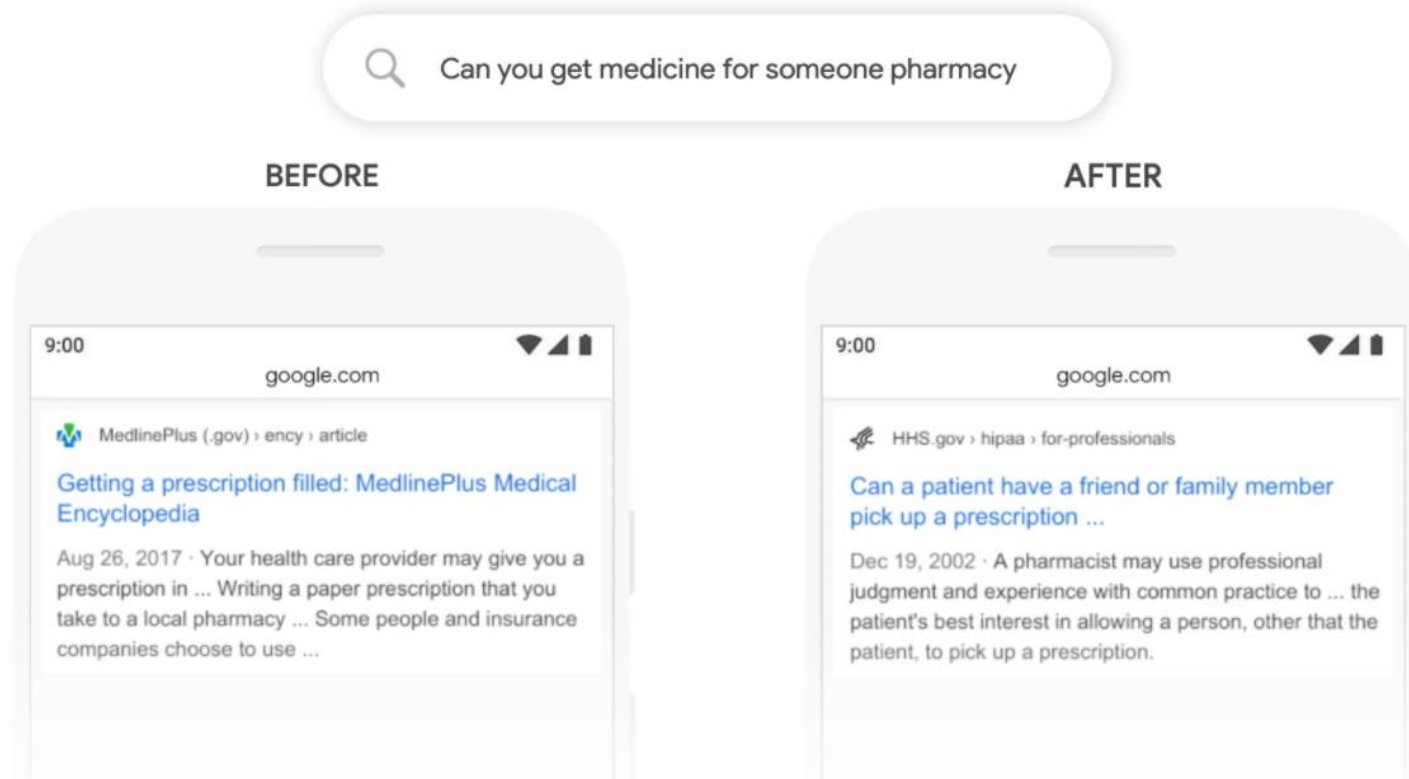 Can you get medicine for someone pharmacy
BEFORE
9:00
google.com
MedlinePlus (.gov) › ency › article
Getting a prescription filled: MedlinePlus Medical
Encyclopedia
Aug 26, 2017 · Your health care provider may give you a
prescription in ... Writing a paper prescription that you
take to a local pharmacy ... Some people and insurance
companies choose to use ...
AFTER
9:00
google.com
HHS.gov › hipaa › for-professionals
Can a patient have a friend or family member
pick up a prescription ...
Dec 19, 2002 · A pharmacist may use professional
judgment and experience with common practice to ... the
patient's best interest in allowing a person, other that the
patient, to pick up a prescription.